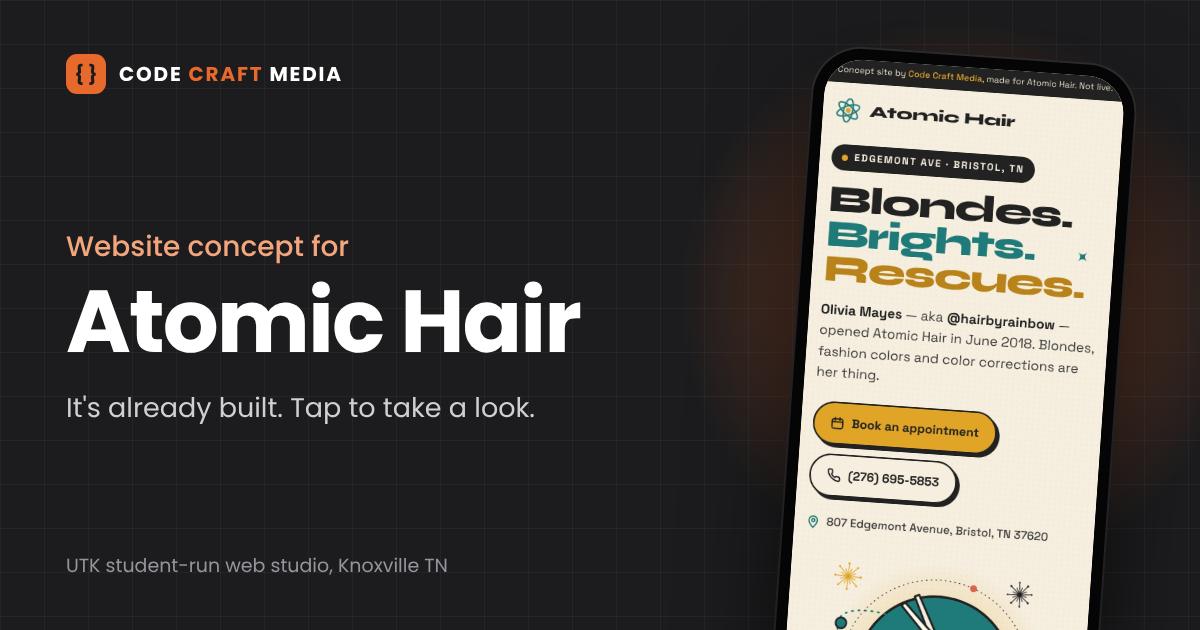 { } CODE CRAFT MEDIA
Website concept for
Atomic Hair
It's already built. Tap to take a look.
UTK student-run web studio, Knoxville TN
Concept site by Code Craft Media, made for Atomic Hair. Not live.
Atomic Hair
EDGEMONT AVE · BRISTOL, TN
Blondes.
Brights.
Rescues.
Olivia Mayes — aka @hairbyrainbow —
opened Atomic Hair in June 2018. Blondes,
fashion colors and color corrections are
her thing.
Book an appointment
(276) 695-5853
807 Edgemont Avenue, Bristol, TN 37620